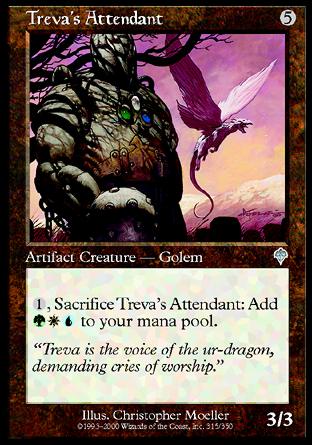 Treva's Attendant 5
Artifact Creature — Golem
1, Sacrifice Treva's Attendant: Add
to your mana pool.
"Treva is the voice of the ur-dragon,
demanding cries of worship."
Illus. Christopher Moeller
©1993-2000 Wizards of the Coast, Inc. 315/350
3/3